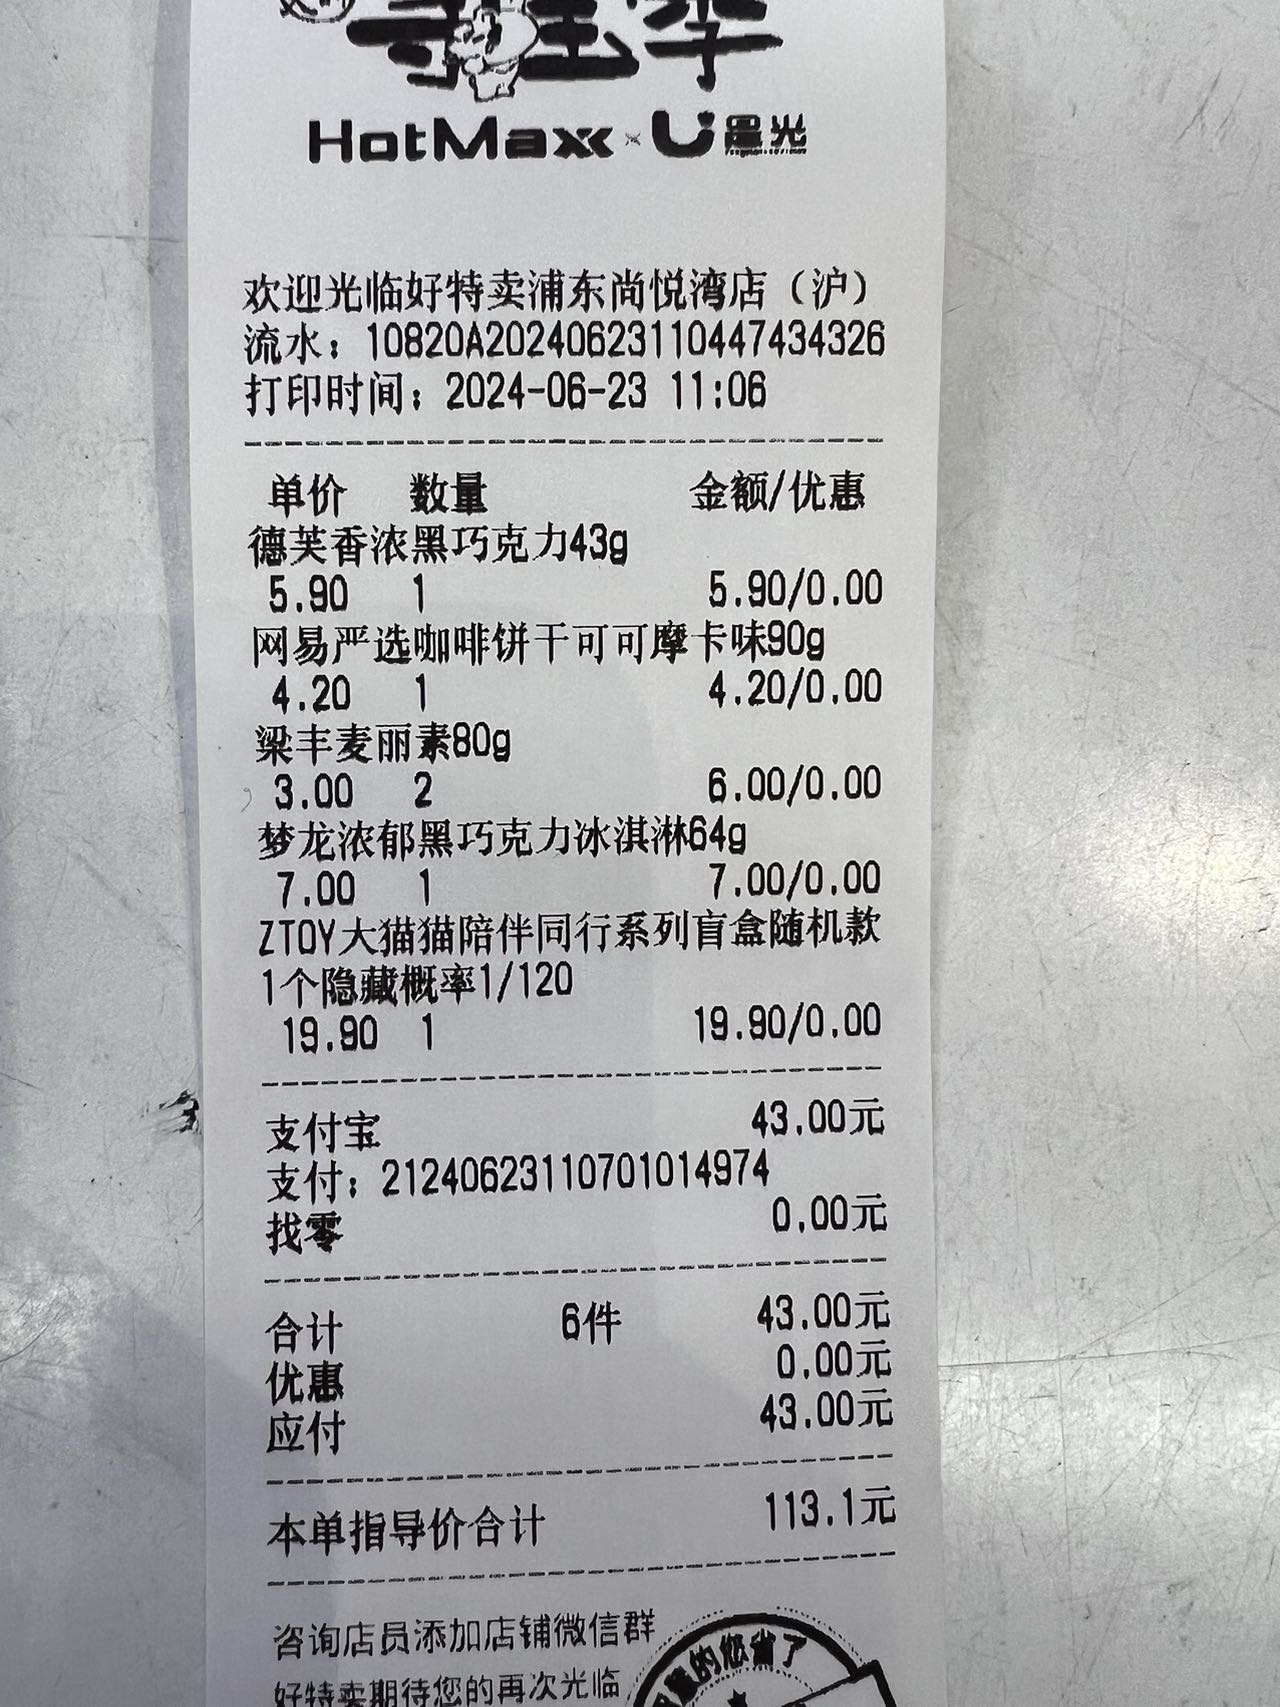 寻宝季
HotMaxx × U 星光
欢迎光临好特卖浦东尚悦湾店（沪）
流水：10820A20240623110447434326
打印时间：2024-06-23 11:06
单价 数量 金额/优惠
德芙香浓黑巧克力43g
5.90 1 5.90/0.00
网易严选咖啡饼干可可摩卡味90g
4.20 1 4.20/0.00
梁丰麦丽素80g
3.00 2 6.00/0.00
梦龙浓郁黑巧克力冰淇淋64g
7.00 1 7.00/0.00
ZTOY大猫猫陪伴同行系列盲盒随机款
1个隐藏概率1/120
19.90 1 19.90/0.00
支付宝 43.00元
支付：21240623110701014974
找零 0.00元
合计 6件 43.00元
优惠 0.00元
应付 43.00元
本单指导价合计 113.1元
咨询店员添加店铺微信群
好特卖期待您的再次光临
的您省了